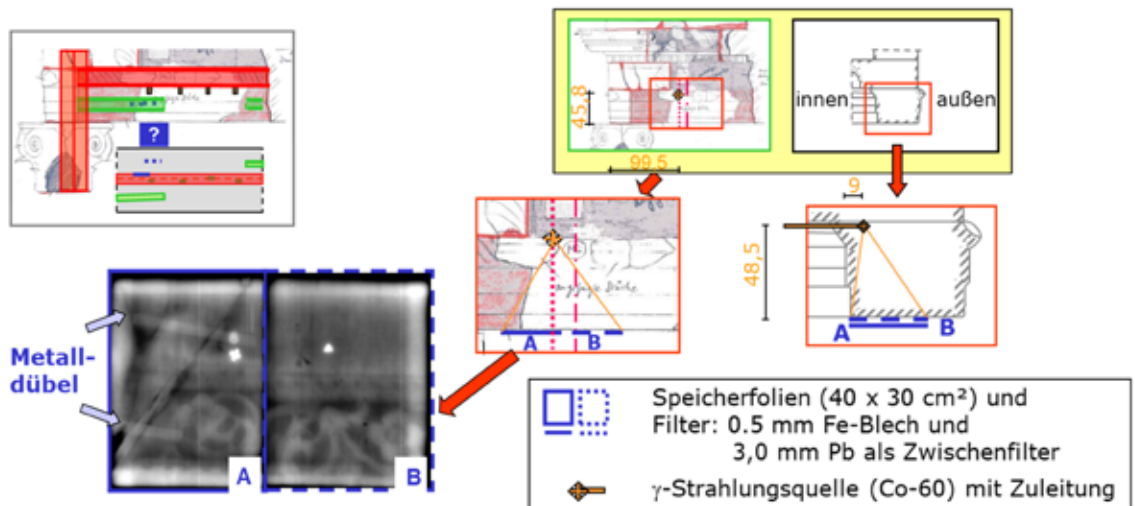 ?
45,8
99,5
innen
außen
9
48,5
A
B
A
B
Metall-
dübel
A
B
Speicherfolien (40 x 30 cm²) und
Filter: 0.5 mm Fe-Blech und
3,0 mm Pb als Zwischenfilter
γ-Strahlungsquelle (Co-60) mit Zuleitung